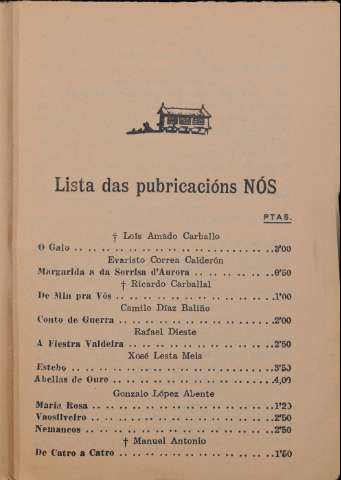 Lista das pubricacións NÓS
PTAS.
† Lois Amado Carballo
O Galo .. .. .. .. .. .. .. .. .. .. .. .. ..3'00
Evaristo Correa Calderón
Margarida a da Sorrisa d'Aurora .. .. .. .. .. ..0'50
† Ricardo Carballal
De Min pra Vós .. .. .. .. .. .. .. .. .. .. ..1'00
Camilo Díaz Baliño
Conto de Guerra .. .. .. .. .. .. .. .. .. ..2'00
Rafael Dieste
A Fiestra Valdeira .. .. .. .. .. .. .. .. .. ..2'50
Xosé Lesta Meis
Estebo .. .. .. .. .. .. .. .. .. .. .. .. ..3'50
Abellas de Ouro .. .. .. .. .. .. .. .. .. ..4,00
Gonzalo López Abente
María Rosa .. .. .. .. .. .. .. .. .. .. .. ..1'25
Vaosilveiro .. .. .. .. .. .. .. .. .. .. .. ..2'50
Nemancos .. .. .. .. .. .. .. .. .. .. .. ..2'50
† Manuel Antonio
De Catro a Catro .. .. .. .. .. .. .. .. .. ..1'50